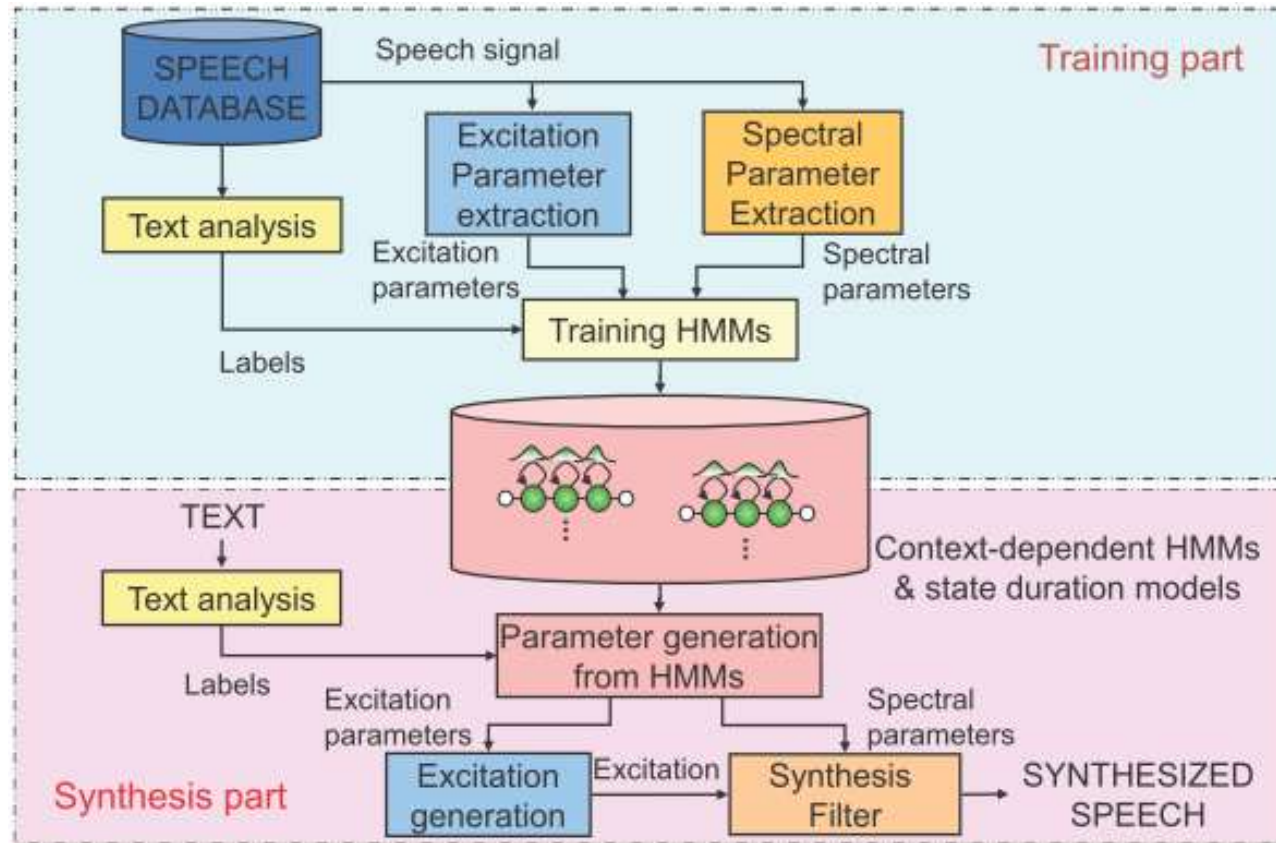 Speech signal
Training part
SPEECH
DATABASE
Excitation
Parameter
extraction
Spectral
Parameter
Extraction
Text analysis
Excitation
parameters
Spectral
parameters
Training HMMs
Labels
TEXT
Context-dependent HMMs
& state duration models
Text analysis
Parameter generation
from HMMs
Labels
Excitation
parameters
Spectral
parameters
Synthesis part
Excitation
generation
Excitation
Synthesis
Filter
SYNTHESIZED
SPEECH